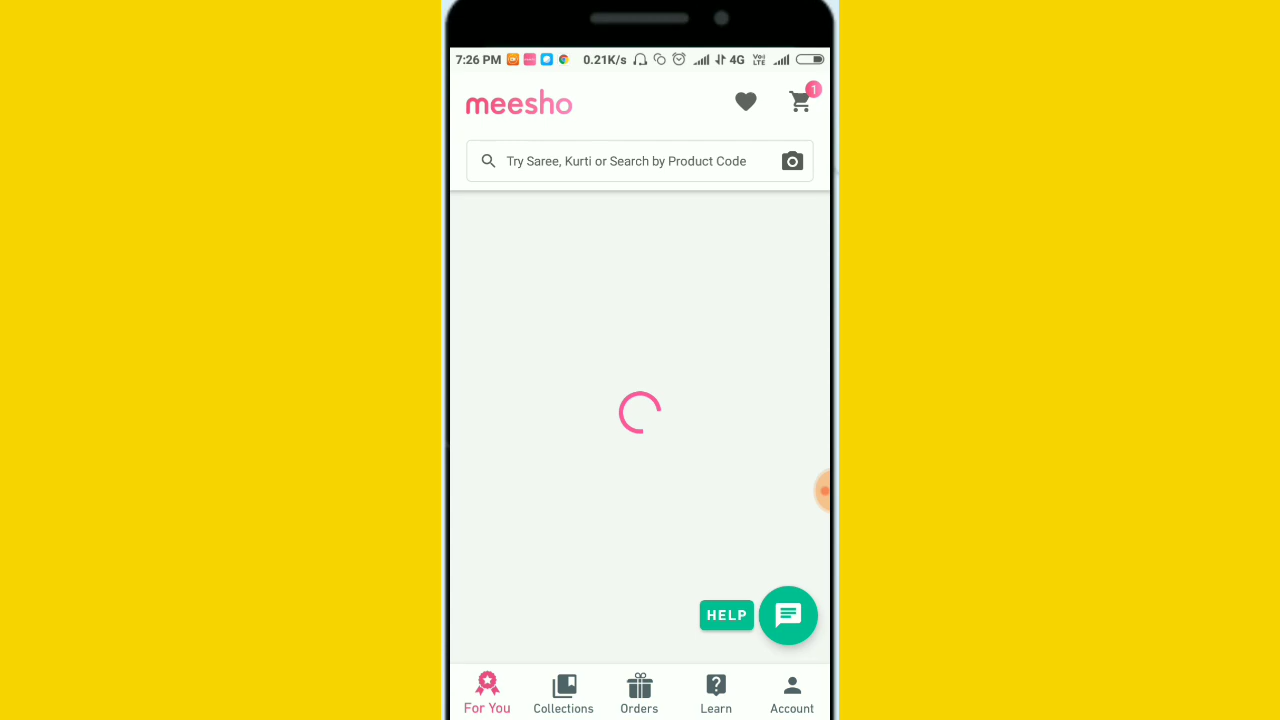 7:26 PM 0.21K/s 4G VoLTE
meesho
1
Try Saree, Kurti or Search by Product Code
HELP
For You Collections Orders Learn Account